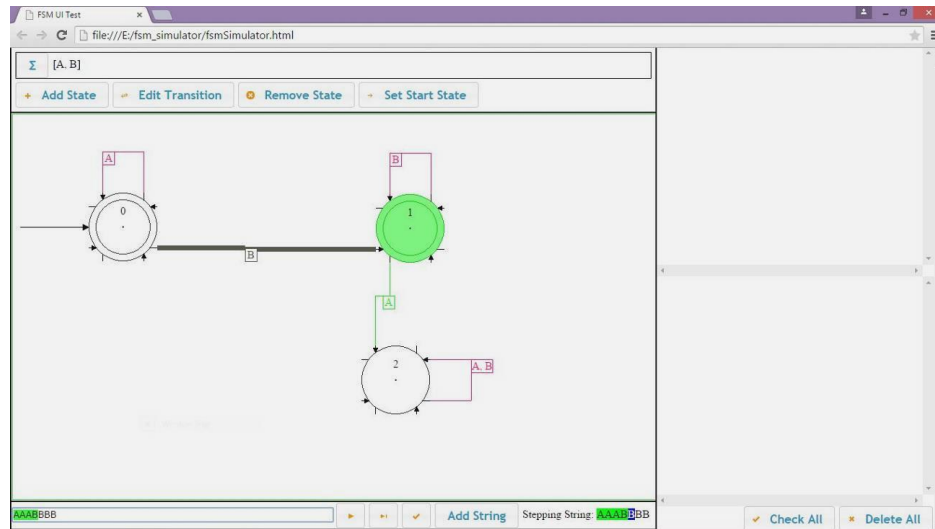 FSM UI Test
file:///E:/fsm_simulator/fsmSimulator.html
Σ [A. B]
Add State Edit Transition Remove State Set Start State
A B
0 1
B
A
2 A. B
AAABBBB Add String Stepping String: AAABBBB
Check All Delete All